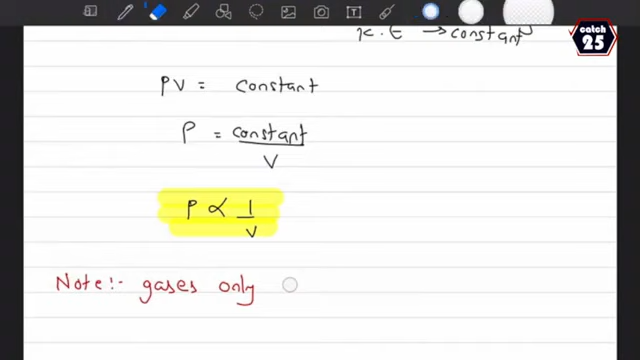 K.E → constant
catch
25
PV = constant
P = constant
V
P ∝ 1
V
Note:- gases only